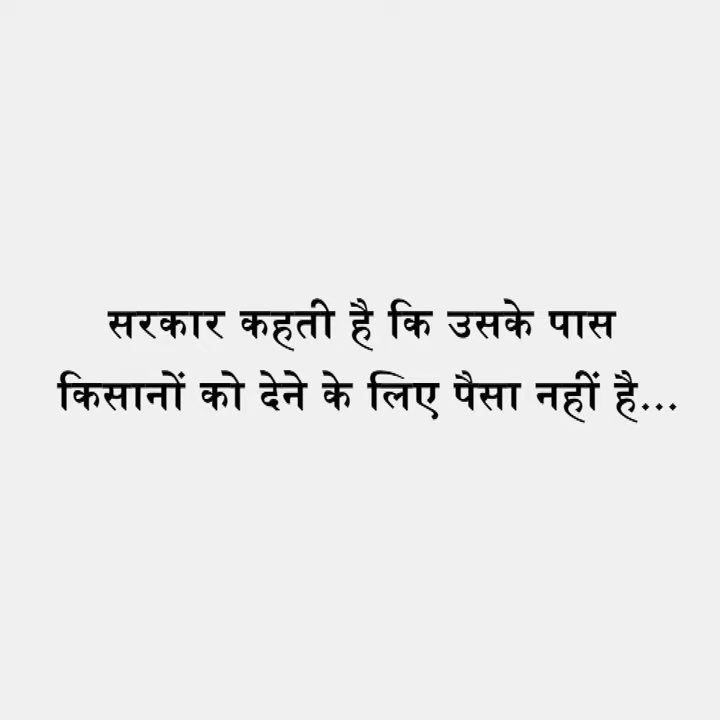 सरकार कहती है कि उसके पास
किसानों को देने के लिए पैसा नहीं है...